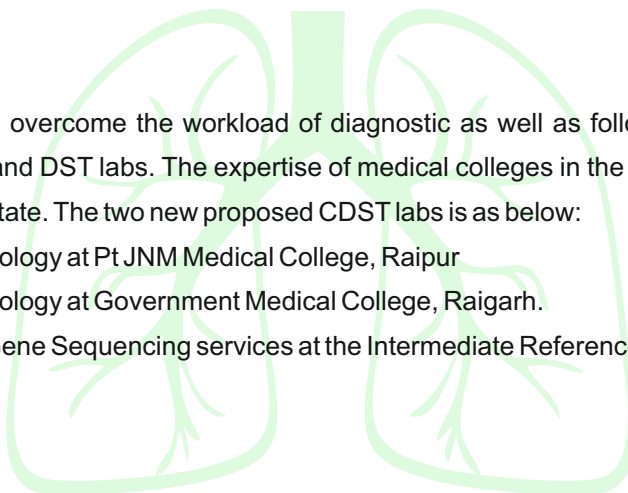 overcome the workload of diagnostic as well as follo
and DST labs. The expertise of medical colleges in the
tate. The two new proposed CDST labs is as below:
ology at Pt JNM Medical College, Raipur
ology at Government Medical College, Raigarh.
Gene Sequencing services at the Intermediate Referenc